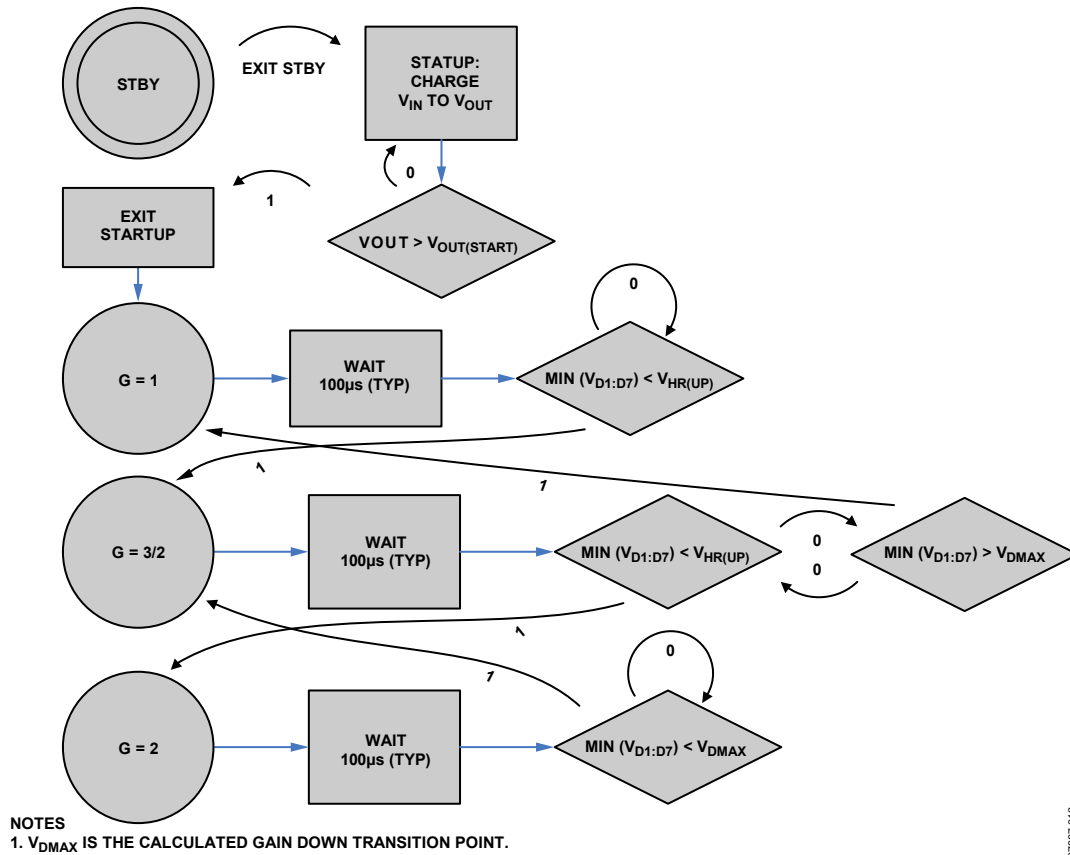 STBY
EXIT STBY
STATUP:
CHARGE
VIN TO VOUT
0
1
EXIT
STARTUP
VOUT > VOUT(START)
0
G = 1
WAIT
100µs (TYP)
MIN (VD1:D7) < VHR(UP)
1
1
G = 3/2
WAIT
100µs (TYP)
MIN (VD1:D7) < VHR(UP)
0
0
MIN (VD1:D7) > VDMAX
1
1
0
G = 2
WAIT
100µs (TYP)
MIN (VD1:D7) < VDMAX
NOTES
1. VDMAX IS THE CALCULATED GAIN DOWN TRANSITION POINT.